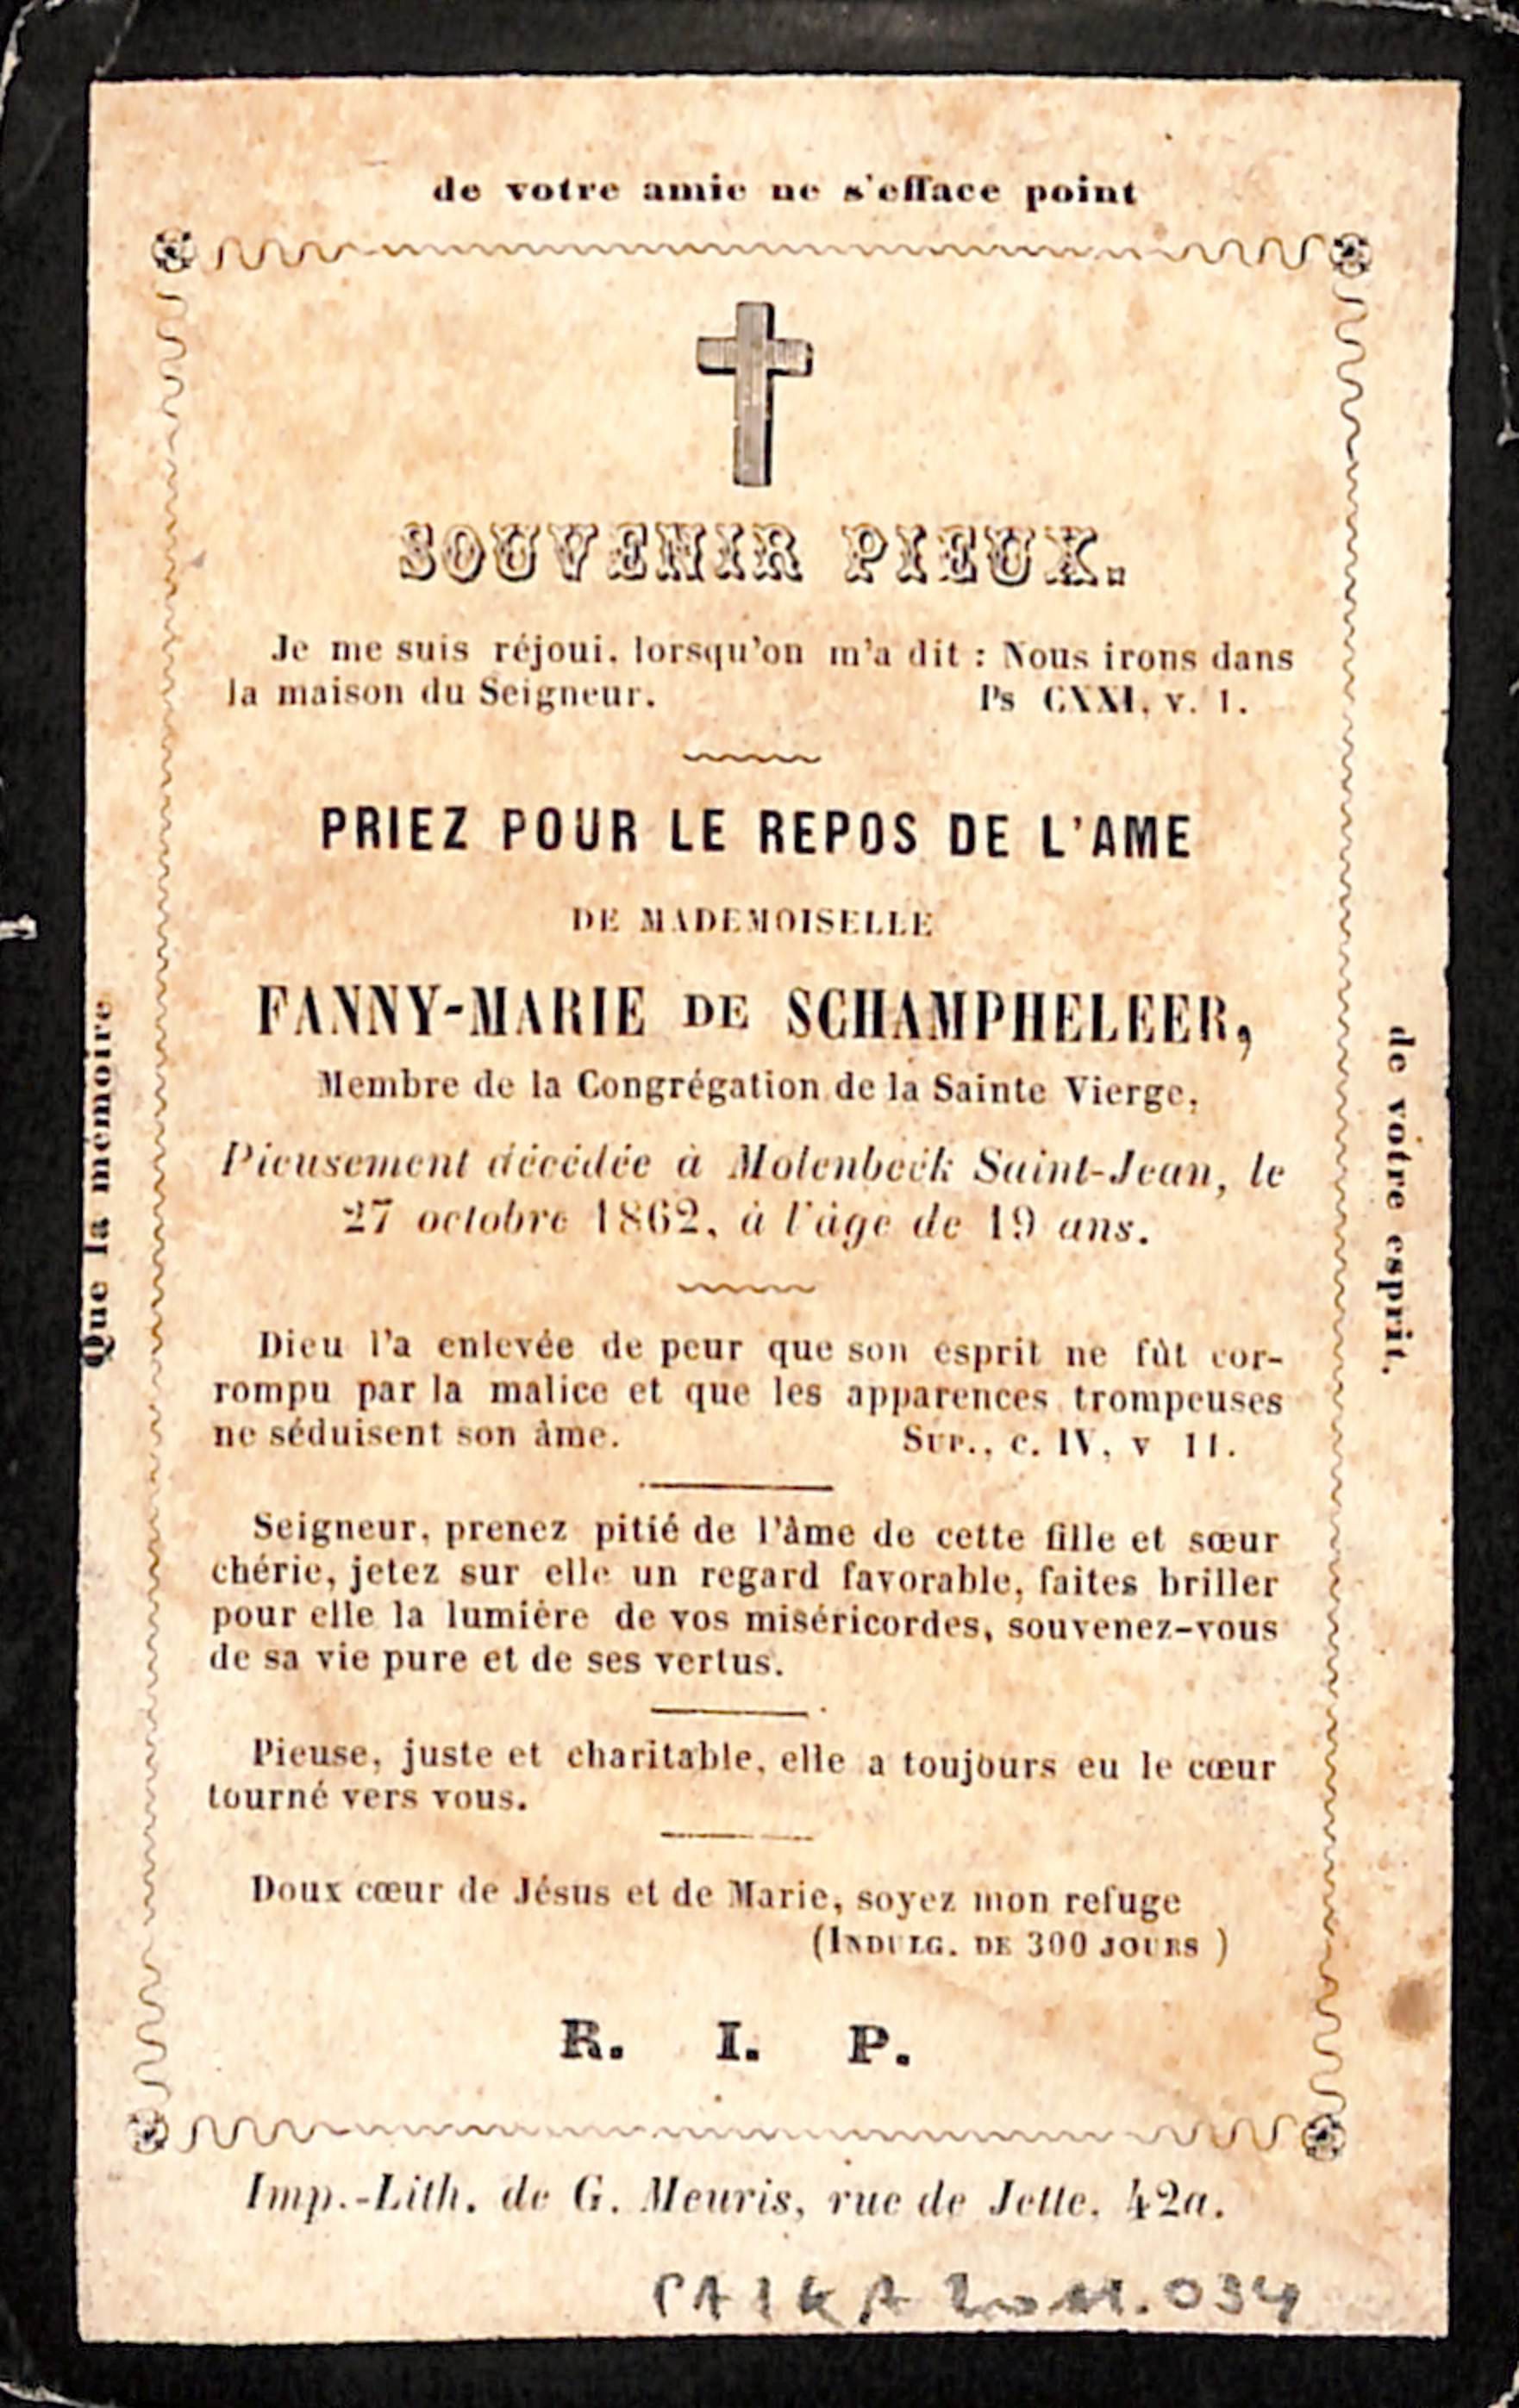 Que la mémoire
de votre amie ne s'efface point
de votre esprit.
SOUVENIR PIEUX.
Je me suis réjoui, lorsqu'on m'a dit : Nous irons dans
la maison du Seigneur. Ps CXXI, v. 1.
PRIEZ POUR LE REPOS DE L'AME
DE MADEMOISELLE
FANNY-MARIE DE SCHAMPHELEER,
Membre de la Congrégation de la Sainte Vierge,
Pieusement décédée à Molenbeék Saint-Jean, le
27 octobre 1862, à l'âge de 19 ans.
Dieu l'a enlevée de peur que son esprit ne fût cor-
rompu par la malice et que les apparences trompeuses
ne séduisent son âme. SUP., c. IV, v 11.
Seigneur, prenez pitié de l'âme de cette fille et sœur
chérie, jetez sur elle un regard favorable, faites briller
pour elle la lumière de vos miséricordes, souvenez-vous
de sa vie pure et de ses vertus.
Pieuse, juste et charitable, elle a toujours eu le cœur
tourné vers vous.
Doux cœur de Jésus et de Marie, soyez mon refuge
(INDULG. DE 300 JOURS )
R. I. P.
Imp.-Lith. de G. Meuris, rue de Jette, 42a.
034